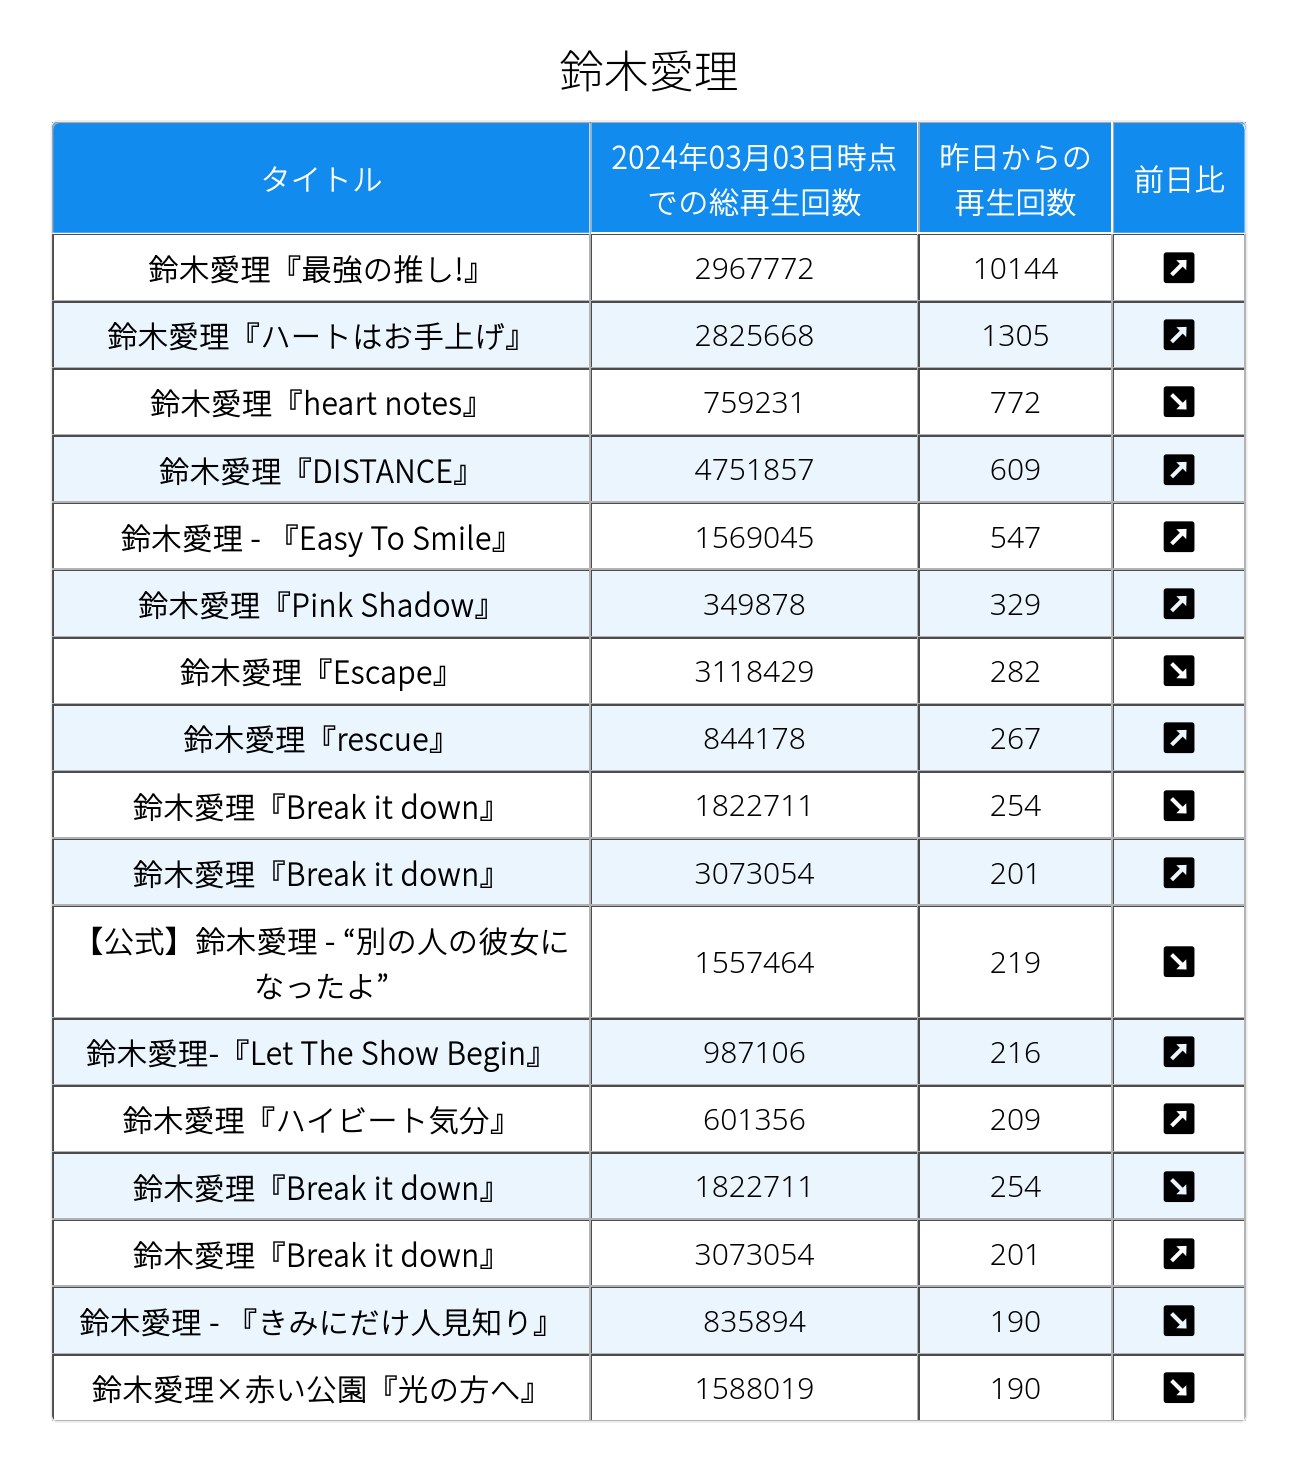 鈴木愛理
タイトル 2024年03月03日時点での総再生回数 昨日からの再生回数 前日比
鈴木愛理『最強の推し!』 2967772 10144 ↗
鈴木愛理『ハートはお手上げ』 2825668 1305 ↗
鈴木愛理『heart notes』 759231 772 ↘
鈴木愛理『DISTANCE』 4751857 609 ↗
鈴木愛理 - 『Easy To Smile』 1569045 547 ↗
鈴木愛理『Pink Shadow』 349878 329 ↗
鈴木愛理『Escape』 3118429 282 ↘
鈴木愛理『rescue』 844178 267 ↗
鈴木愛理『Break it down』 1822711 254 ↘
鈴木愛理『Break it down』 3073054 201 ↗
【公式】鈴木愛理 - “別の人の彼女になったよ” 1557464 219 ↘
鈴木愛理-『Let The Show Begin』 987106 216 ↗
鈴木愛理『ハイビート気分』 601356 209 ↗
鈴木愛理『Break it down』 1822711 254 ↘
鈴木愛理『Break it down』 3073054 201 ↗
鈴木愛理 - 『きみにだけ人見知り』 835894 190 ↘
鈴木愛理×赤い公園『光の方へ』 1588019 190 ↘